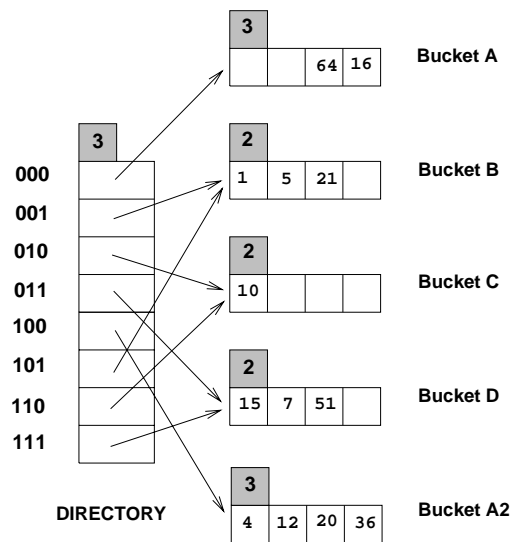 3
64 16
Bucket A
3
2
000
1 5 21
Bucket B
001
010
2
011
10
Bucket C
100
101
2
110
15 7 51
Bucket D
111
3
DIRECTORY
4 12 20 36
Bucket A2